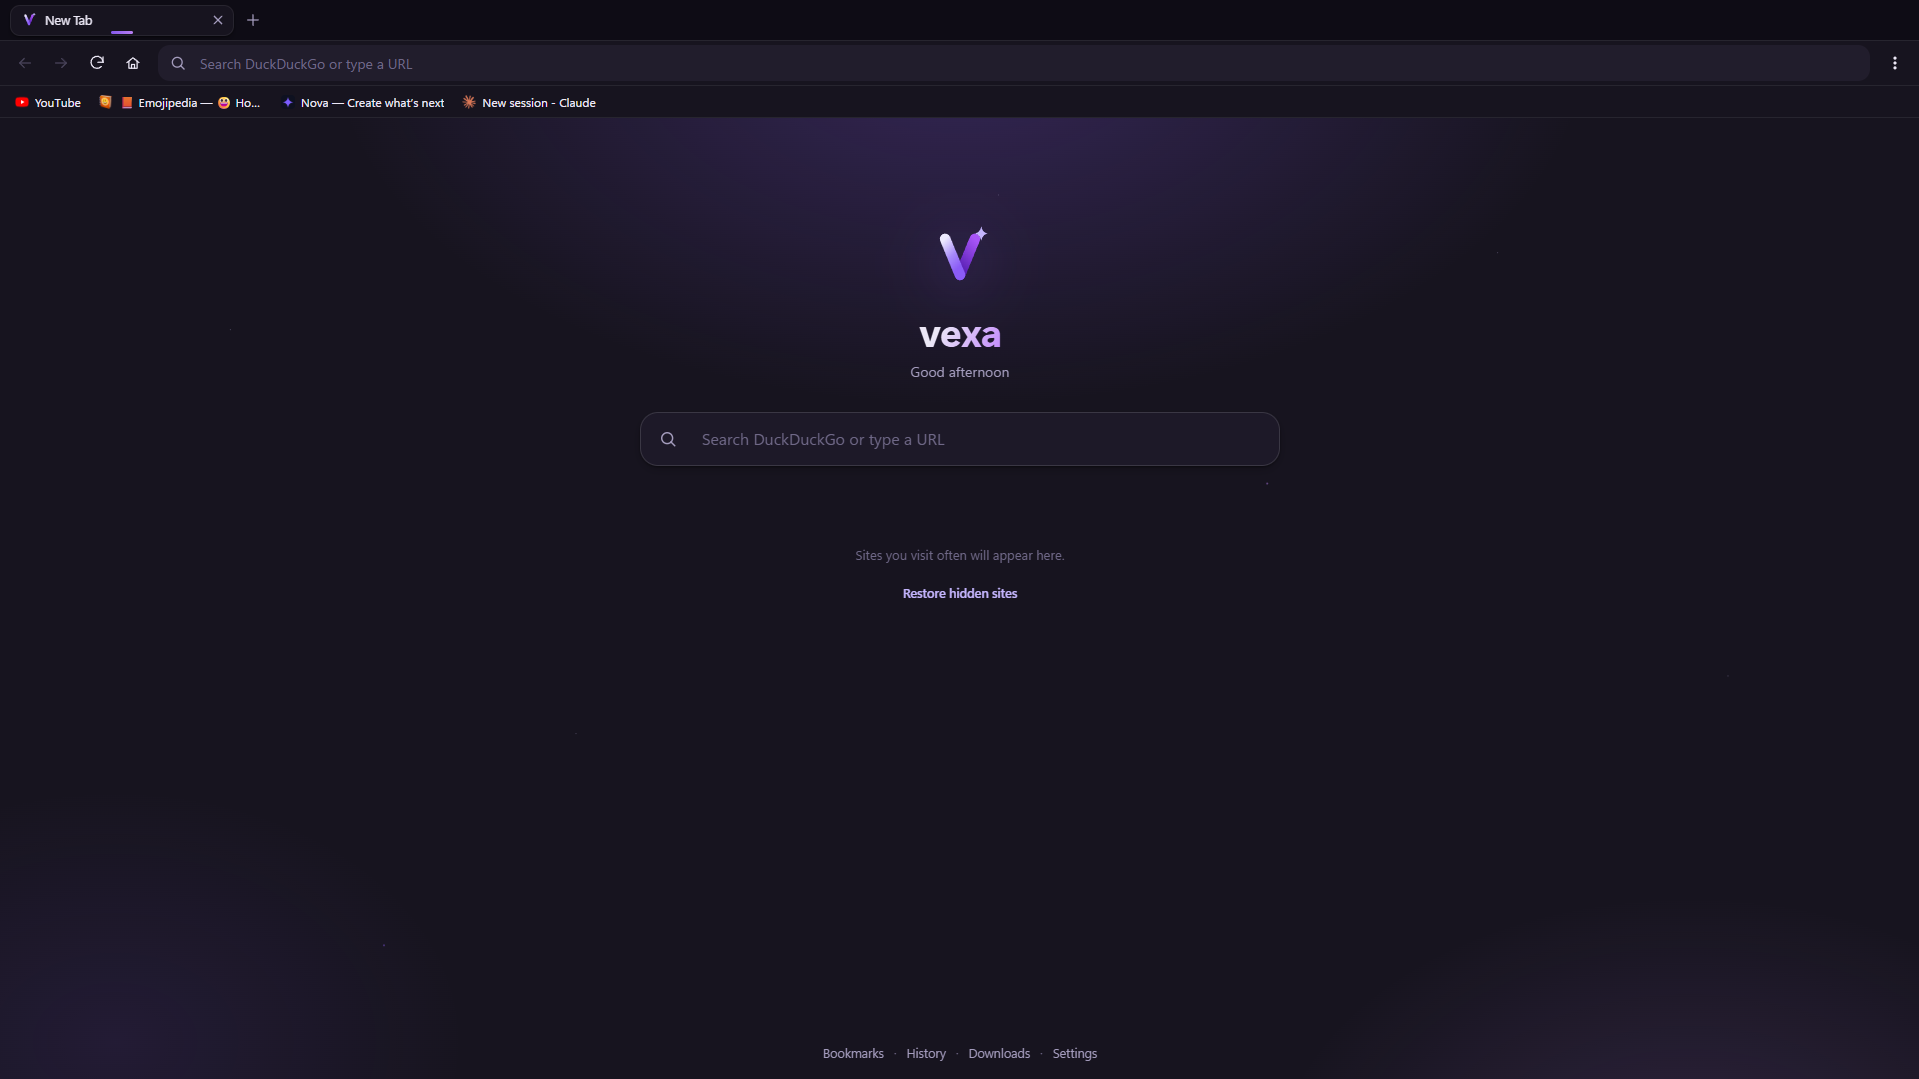 New Tab
Search DuckDuckGo or type a URL
YouTube
Emojipedia — 😃 Ho...
Nova — Create what's next
New session - Claude
vexa
Good afternoon
Search DuckDuckGo or type a URL
Sites you visit often will appear here.
Restore hidden sites
Bookmarks · History · Downloads · Settings